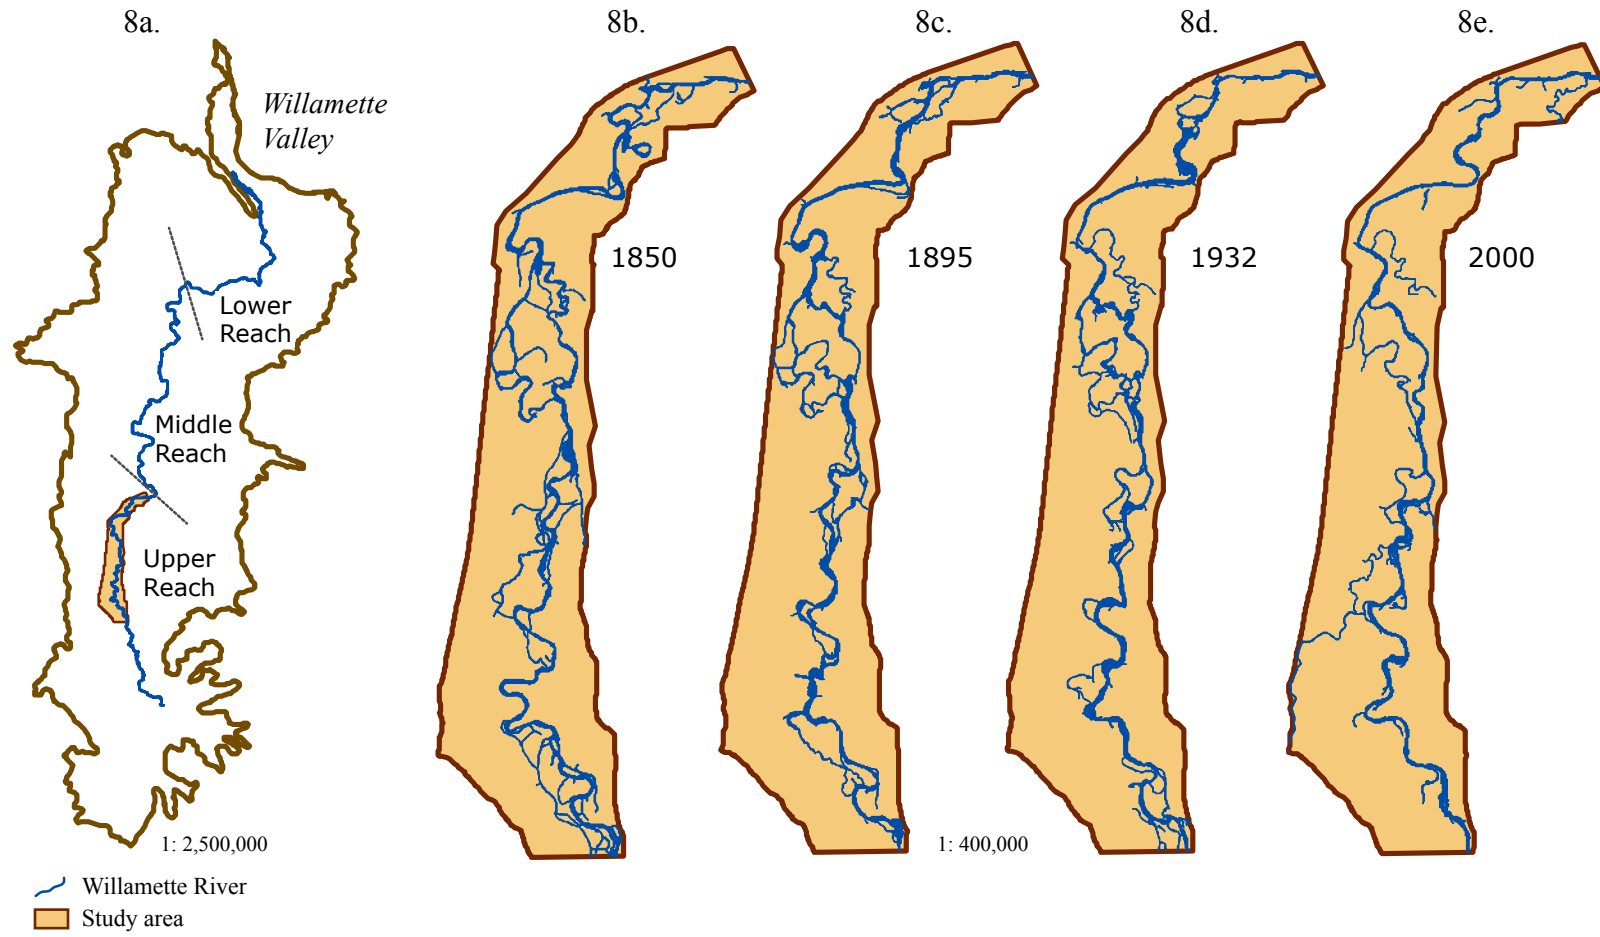 8a.
8b.
8c.
8d.
8e.
Willamette
Valley
1850
1895
1932
2000
Lower
Reach
Middle
Reach
Upper
Reach
1: 2,500,000
1: 400,000
Willamette River
Study area